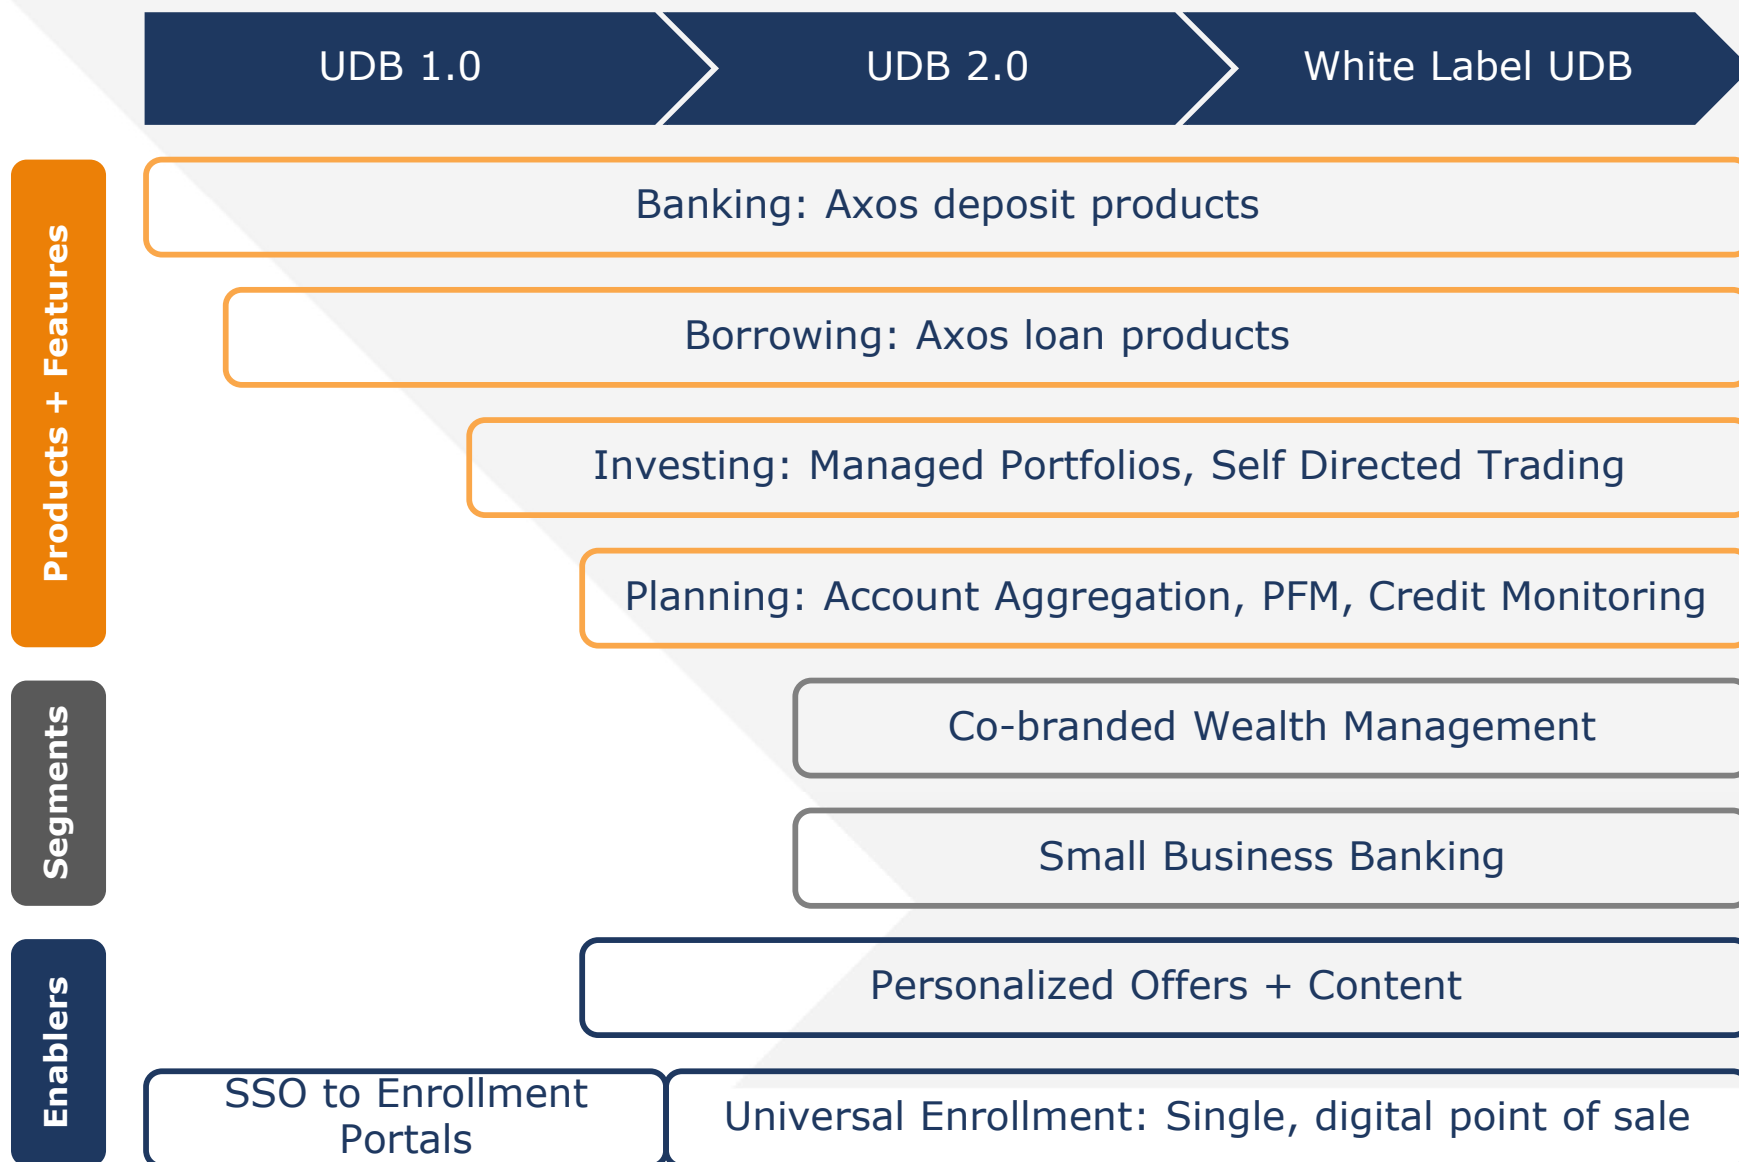 UDB 1.0
UDB 2.0
White Label UDB
Products + Features
Banking: Axos deposit products
Borrowing: Axos loan products
Investing: Managed Portfolios, Self Directed Trading
Planning: Account Aggregation, PFM, Credit Monitoring
Segments
Co-branded Wealth Management
Small Business Banking
Enablers
Personalized Offers + Content
SSO to Enrollment
Portals
Universal Enrollment: Single, digital point of sale